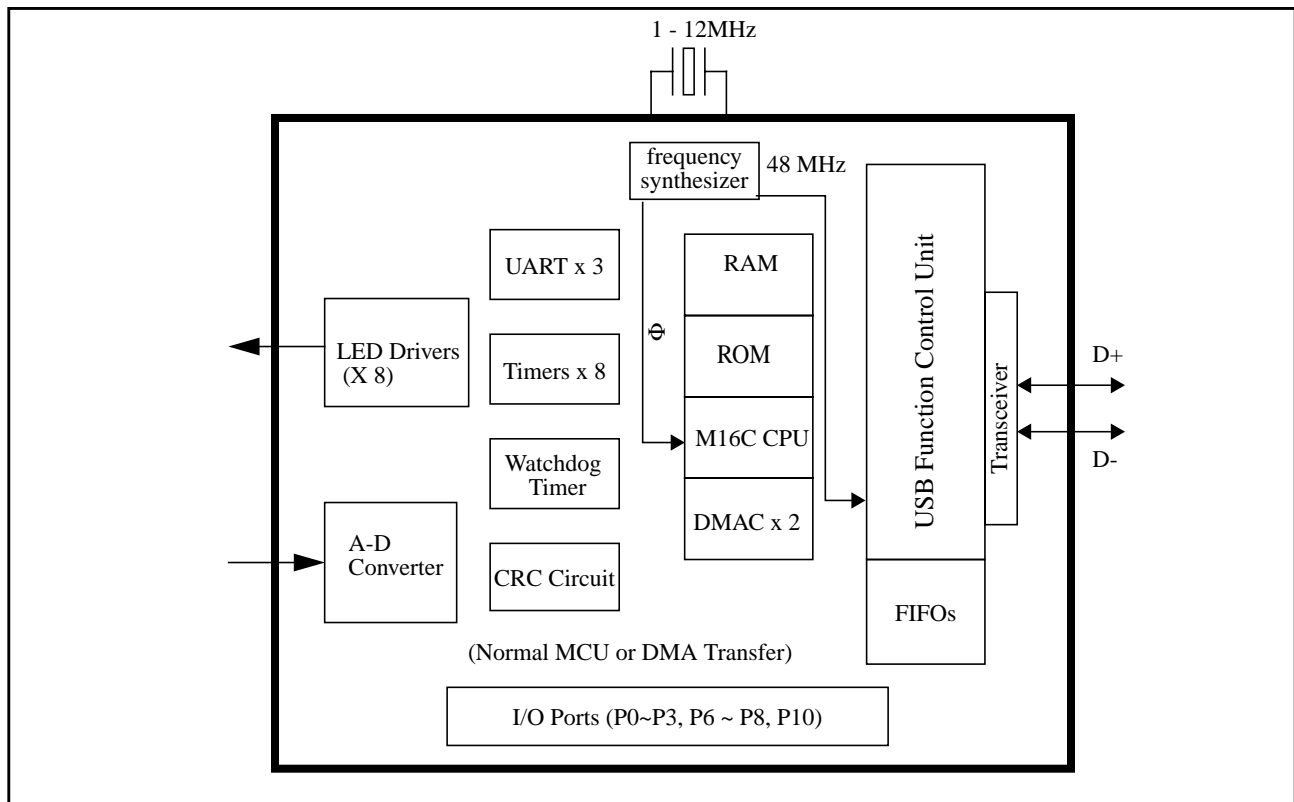 1 - 12MHz
frequency
synthesizer
48 MHz
UART x 3
RAM
USB Function Control Unit
LED Drivers
(X 8)
Timers x 8
Φ
ROM
Transceiver
D+
Watchdog
Timer
M16C CPU
D-
A-D
Converter
CRC Circuit
DMAC x 2
FIFOs
(Normal MCU or DMA Transfer)
I/O Ports (P0~P3, P6 ~ P8, P10)